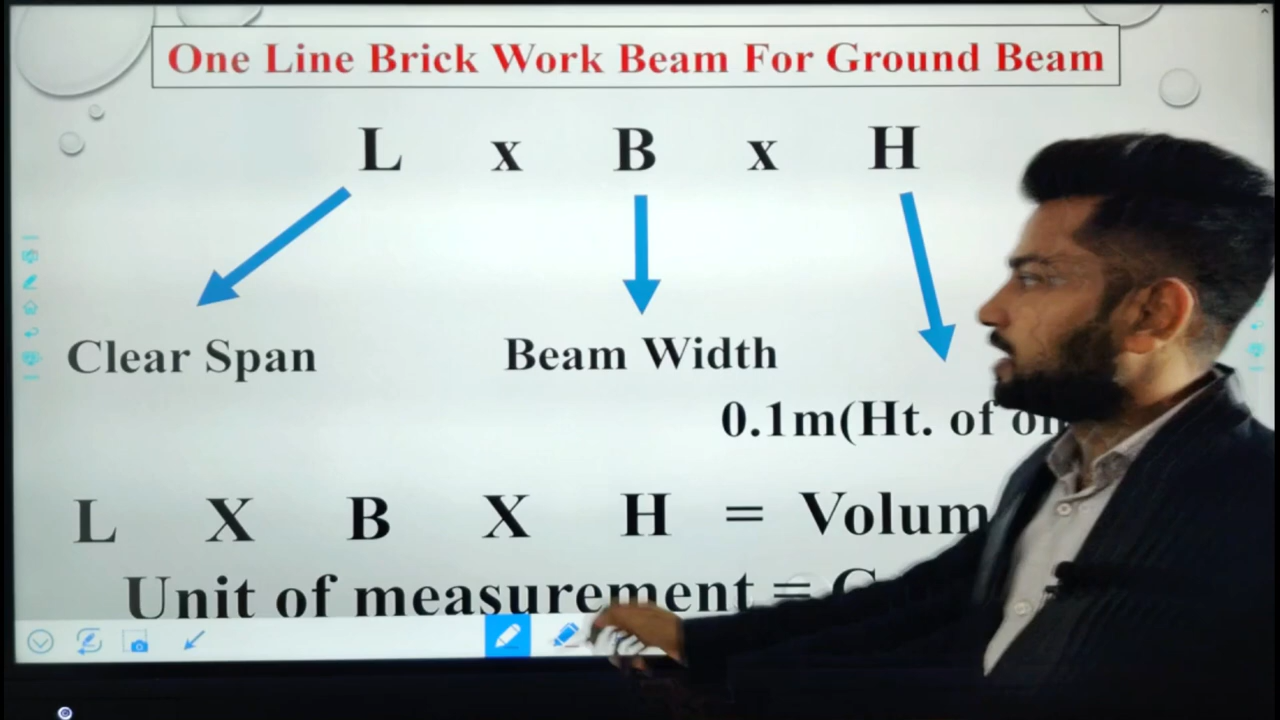 One Line Brick Work Beam For Ground Beam
L x B x H
Clear Span Beam Width
0.1m(Ht. of
L X B X H =
Unit of measurement =